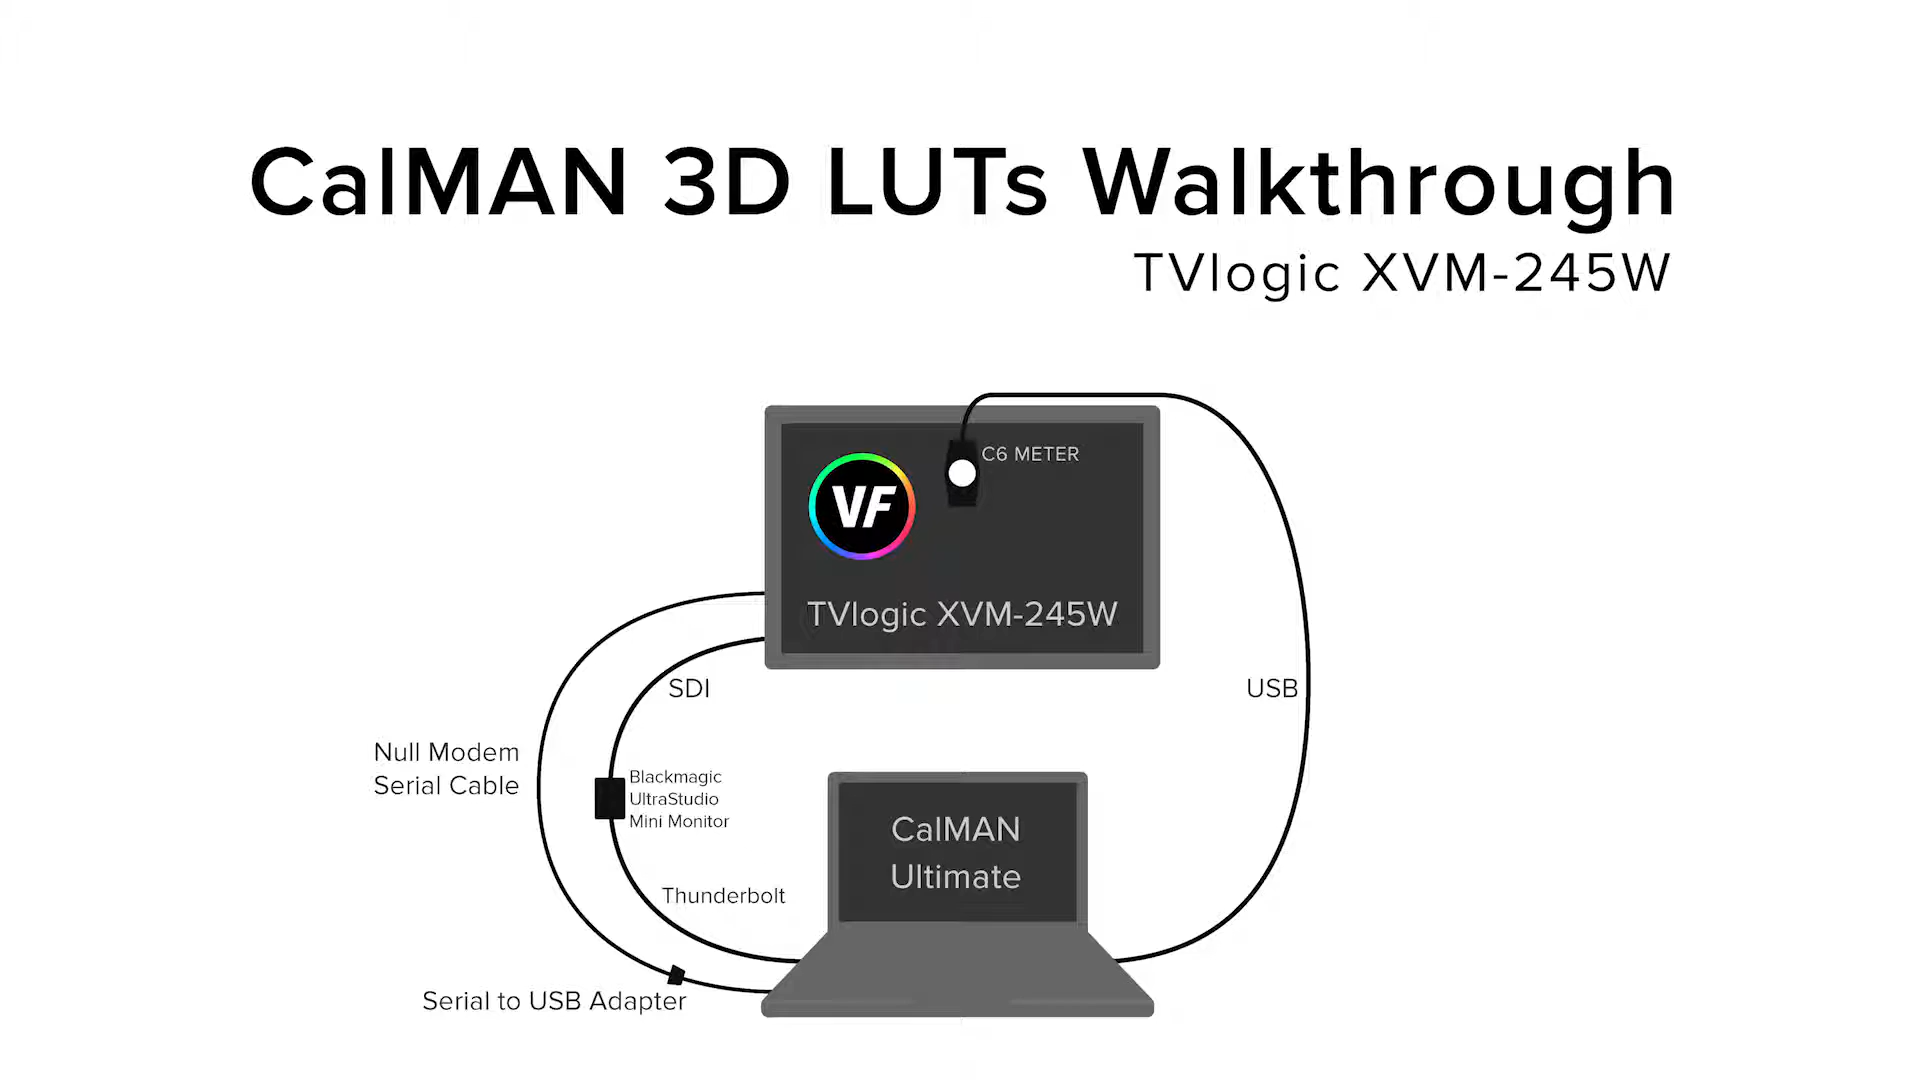 CalMAN 3D LUTs Walkthrough
TVlogic XVM-245W
C6 METER
VF
TVlogic XVM-245W
SDI
USB
Null Modem
Serial Cable
Blackmagic
UltraStudio
Mini Monitor
CalMAN
Ultimate
Thunderbolt
Serial to USB Adapter